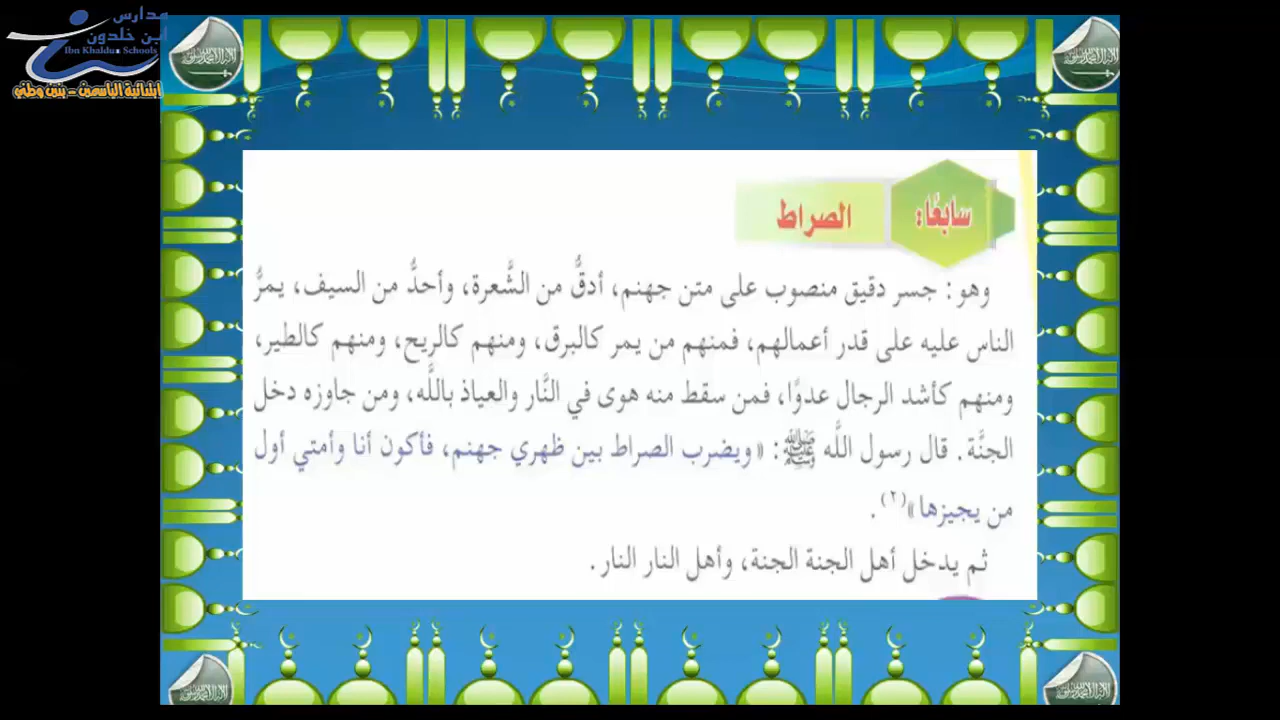 مدارس
ابن خلدون
Ibn Khaldun Schools
ابتدائية الياسمين - بنين وطني
سابعًا:
الصراط
وهو: جسر دقيق منصوب على متن جهنم، أدقُّ من الشَّعرة، وأحدُّ من السيف، يمرُّ
الناس عليه على قدر أعمالهم، فمنهم من يمر كالبرق، ومنهم كالريح، ومنهم كالطير،
ومنهم كأشد الرجال عدوًا، فمن سقط منه هوى في النَّار والعياذ باللَّه، ومن جاوزه دخل
الجنَّة. قال رسول اللَّه ﷺ: «ويضرب الصراط بين ظهري جهنم، فأكون أنا وأمتي أول
من يجيزها»(٢).
ثم يدخل أهل الجنة الجنة، وأهل النار النار.